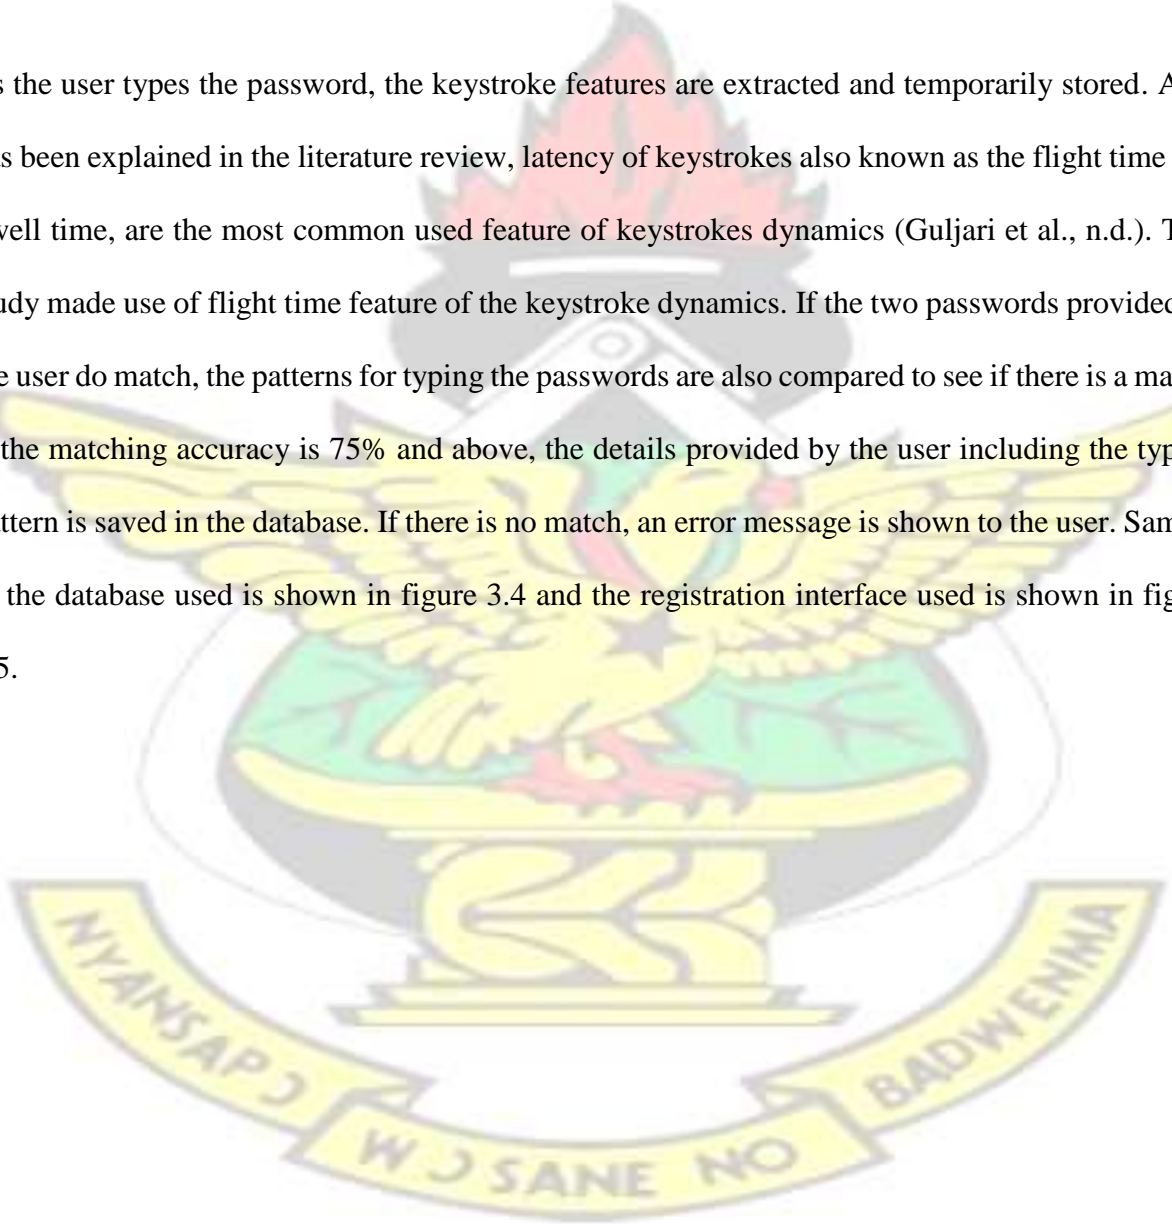 s the user types the password, the keystroke features are extracted and temporarily stored. A
s been explained in the literature review, latency of keystrokes also known as the flight time
well time, are the most common used feature of keystrokes dynamics (Guljari et al., n.d.). T
udy made use of flight time feature of the keystroke dynamics. If the two passwords provided
e user do match, the patterns for typing the passwords are also compared to see if there is a ma
the matching accuracy is 75% and above, the details provided by the user including the typ
attern is saved in the database. If there is no match, an error message is shown to the user. Sam
the database used is shown in figure 3.4 and the registration interface used is shown in fig
5.
NYANSAPƆ
WƆ SANE NO
BADWENMA